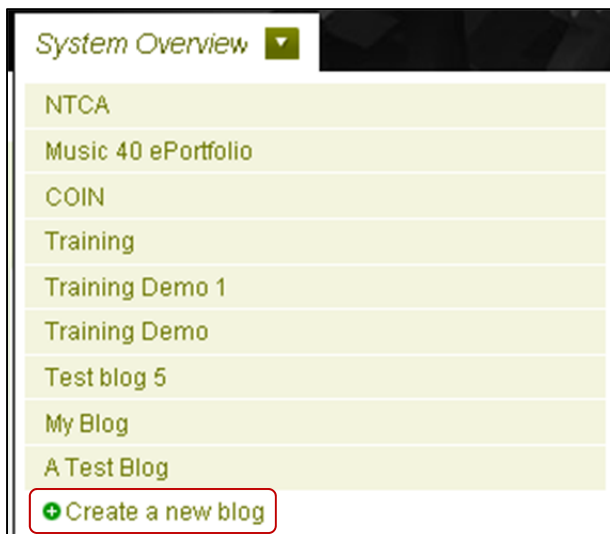 System Overview
NTCA
Music 40 ePortfolio
COIN
Training
Training Demo 1
Training Demo
Test blog 5
My Blog
A Test Blog
Create a new blog